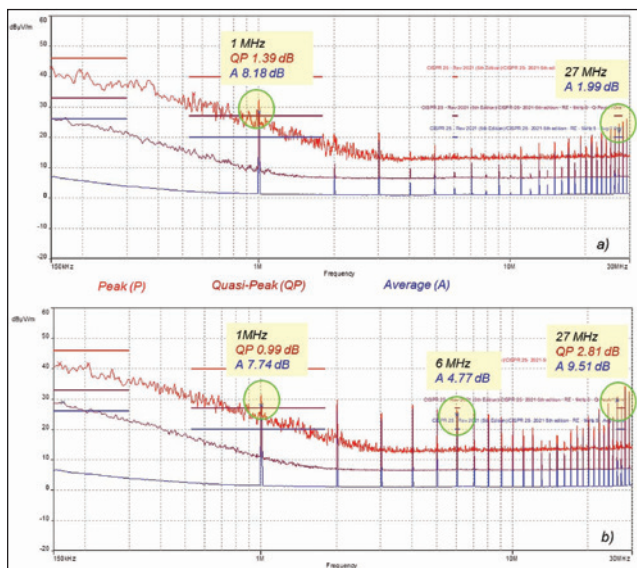 dBuV/m
60
50
40
30
20
10
0
-10
-20
1 MHz
QP 1.39 dB
A 8.18 dB
27 MHz
A 1.99 dB
150kHz
1M
Frequency
10M
30MHz
a)
Peak (P)
Quasi-Peak (QP)
Average (A)
dBuV/m
60
50
40
30
20
10
0
-10
-20
1MHz
QP 0.99 dB
A 7.74 dB
6 MHz
A 4.77 dB
27 MHz
QP 2.81 dB
A 9.51 dB
150kHz
1M
Frequency
10M
30MHz
b)